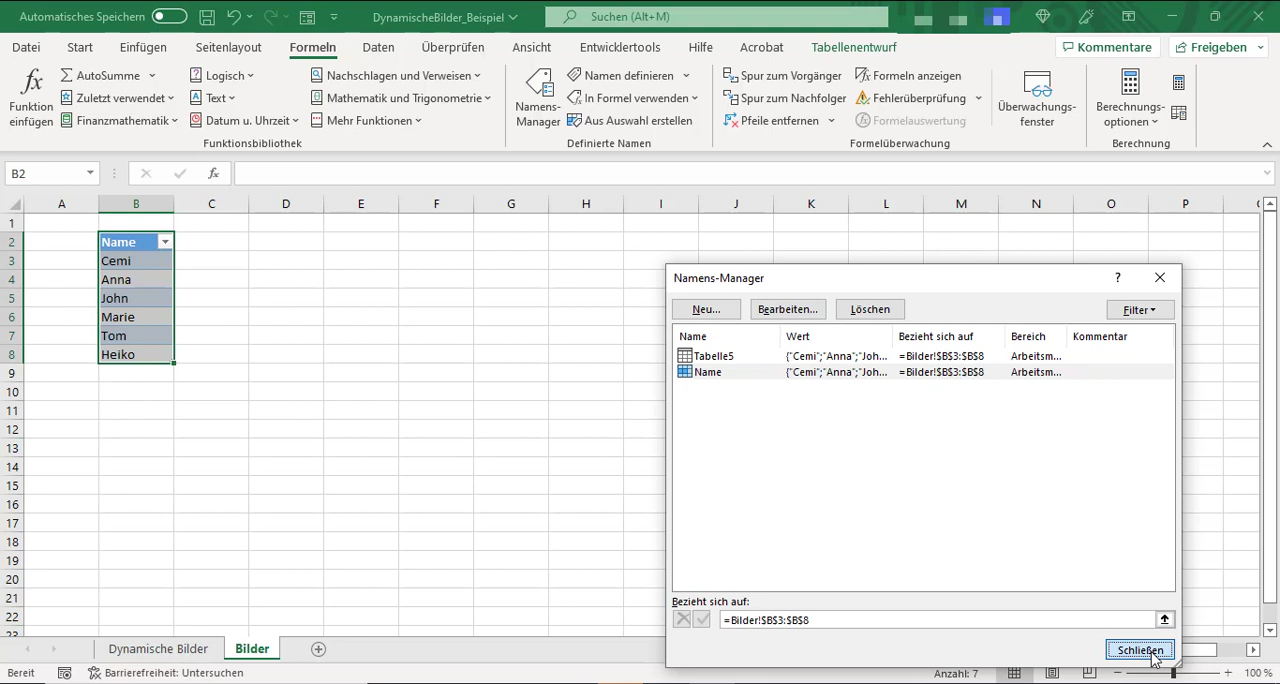 Automatisches Speichern DynamischeBilder_Beispiel Suchen (Alt+M)
Datei Start Einfügen Seitenlayout Formeln Daten Überprüfen Ansicht Entwicklertools Hilfe Acrobat Tabellenentwurf Kommentare Freigeben
AutoSumme Logisch Nachschlagen und Verweisen Namen definieren Spur zum Vorgänger Formeln anzeigen
Zuletzt verwendet Text Mathematik und Trigonometrie In Formel verwenden Spur zum Nachfolger Fehlerüberprüfung
Funktion einfügen Namens-Manager Überwachungs-fenster Berechnungs-optionen
Finanzmathematik Datum u. Uhrzeit Mehr Funktionen Aus Auswahl erstellen Pfeile entfernen Formelauswertung
Funktionsbibliothek Definierte Namen Formelüberwachung Berechnung
B2 fx
A B C D E F G H I J K L M N O P
1
2 Name
3 Cemi
4 Anna
5 John
6 Marie
7 Tom
8 Heiko
9
10
11
12
13
14
15
16
17
18
19
20
21
22
23
Namens-Manager ?
Neu... Bearbeiten... Löschen Filter
Name Wert Bezieht sich auf Bereich Kommentar
Tabelle5 {"Cemi";"Anna";"Joh... =Bilder!$B$3:$B$8 Arbeitsm...
Name {"Cemi";"Anna";"Joh... =Bilder!$B$3:$B$8 Arbeitsm...
Bezieht sich auf:
=Bilder!$B$3:$B$8
Schließen
Dynamische Bilder Bilder
Bereit Barrierefreiheit: Untersuchen Anzahl: 7 100 %